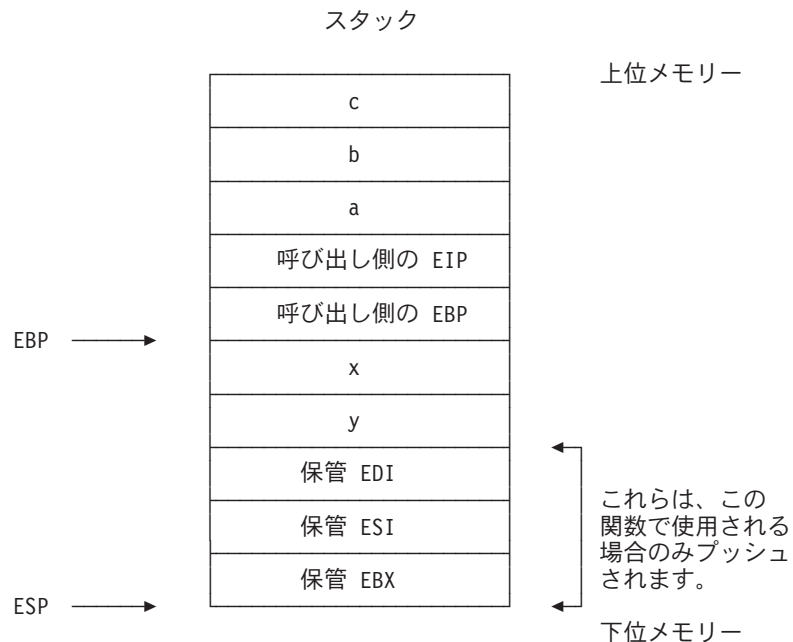 スタック
上位メモリー
c
b
a
呼び出し側の EIP
呼び出し側の EBP
EBP
x
y
保管 EDI
保管 ESI
保管 EBX
これらは、この
関数で使用される
場合のみプッシュ
されます。
ESP
下位メモリー